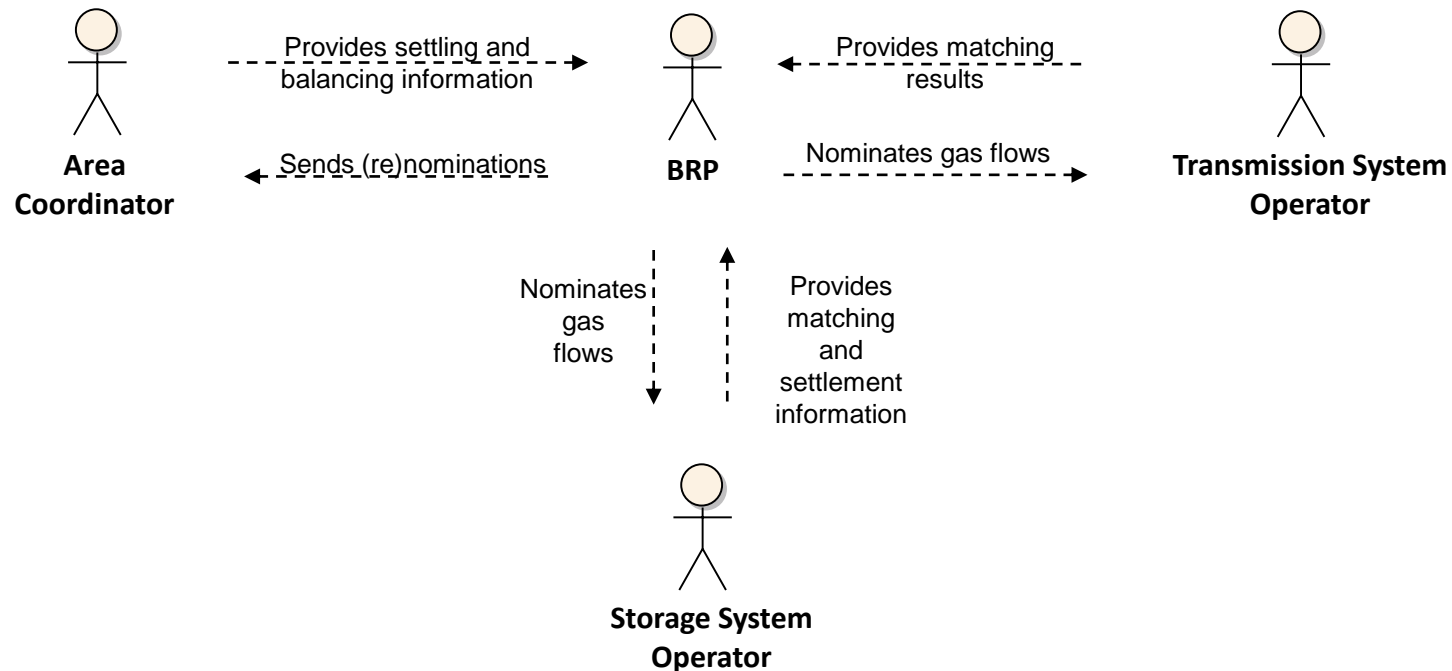 Provides settling and
balancing information
Provides matching
results
Area
Coordinator
Sends (re)nominations
BRP
Nominates gas flows
Transmission System
Operator
Nominates
gas
flows
Provides
matching
and
settlement
information
Storage System
Operator